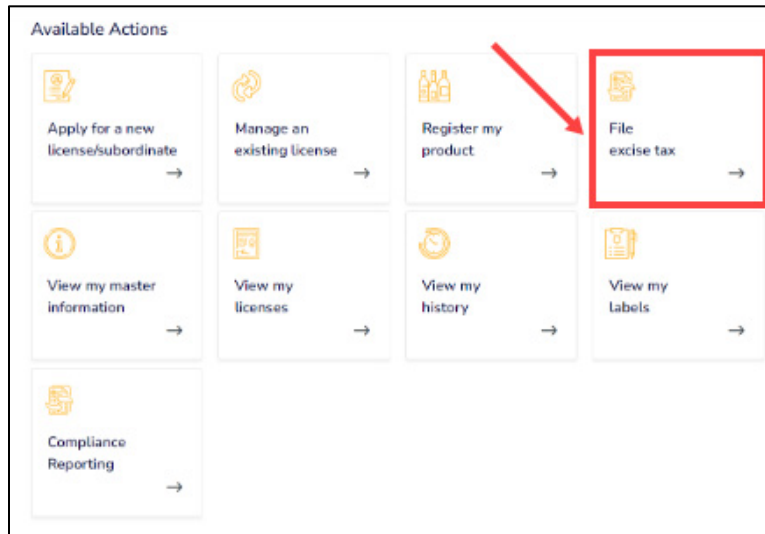 Available Actions
Apply for a new
license/subordinate
Manage an
existing license
Register my
product
File
excise tax
View my master
information
View my
licenses
View my
history
View my
labels
Compliance
Reporting